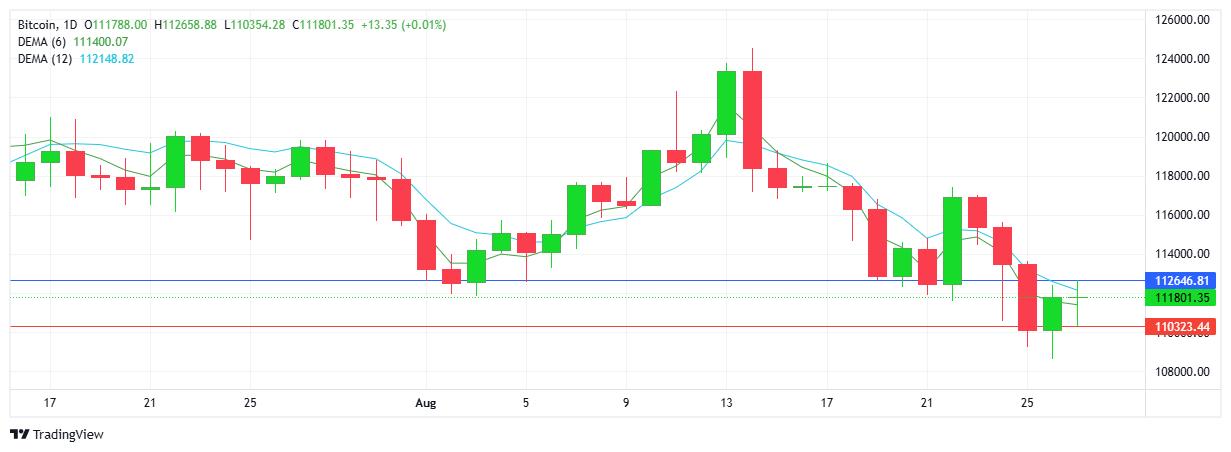 Bitcoin, 1D O111788.00 H112658.88 L110354.28 C111801.35 +13.35 (+0.01%)
DEMA (6) 111400.07
DEMA (12) 112148.82
126000.00
124000.00
122000.00
120000.00
118000.00
116000.00
114000.00
112646.81
111801.35
110323.44
108000.00
17 21 25 Aug 5 9 13 17 21 25
TradingView